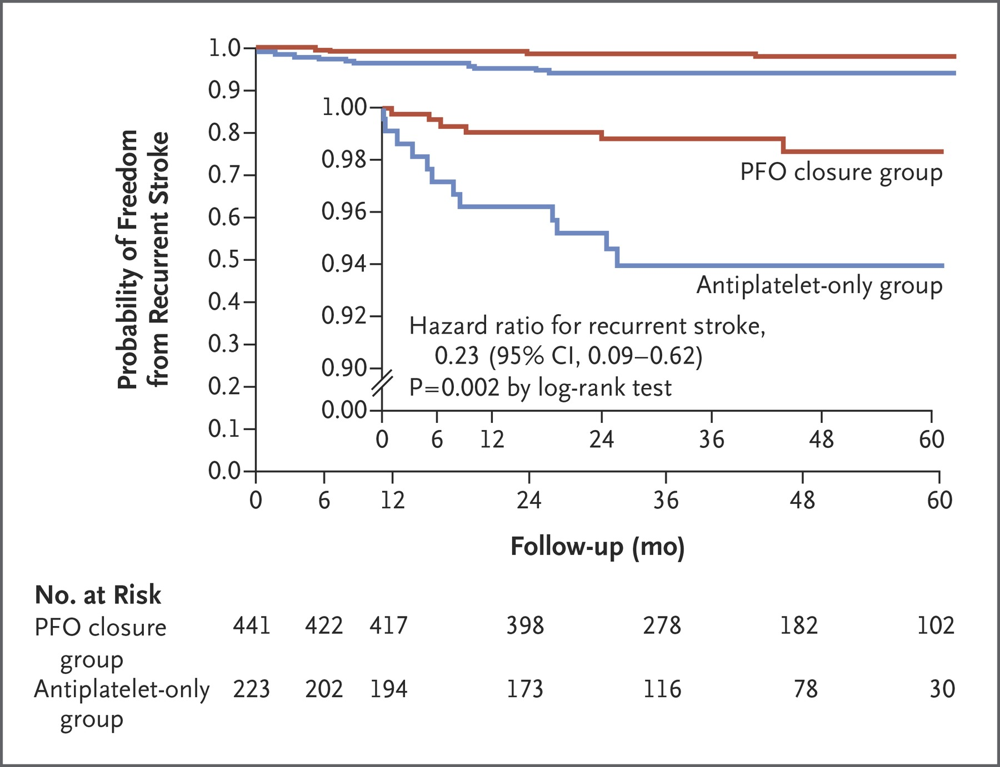 Probability of Freedom
from Recurrent Stroke
1.0
0.9
0.8
0.7
0.6
0.5
0.4
0.3
0.2
0.1
0.0
1.00
0.98
0.96
0.94
0.92
0.90
0.00
PFO closure group
Antiplatelet-only group
Hazard ratio for recurrent stroke,
0.23 (95% CI, 0.09–0.62)
P=0.002 by log-rank test
0 6 12 24 36 48 60
0 6 12 24 36 48 60
Follow-up (mo)
No. at Risk
PFO closure 441 422 417 398 278 182 102
group
Antiplatelet-only 223 202 194 173 116 78 30
group